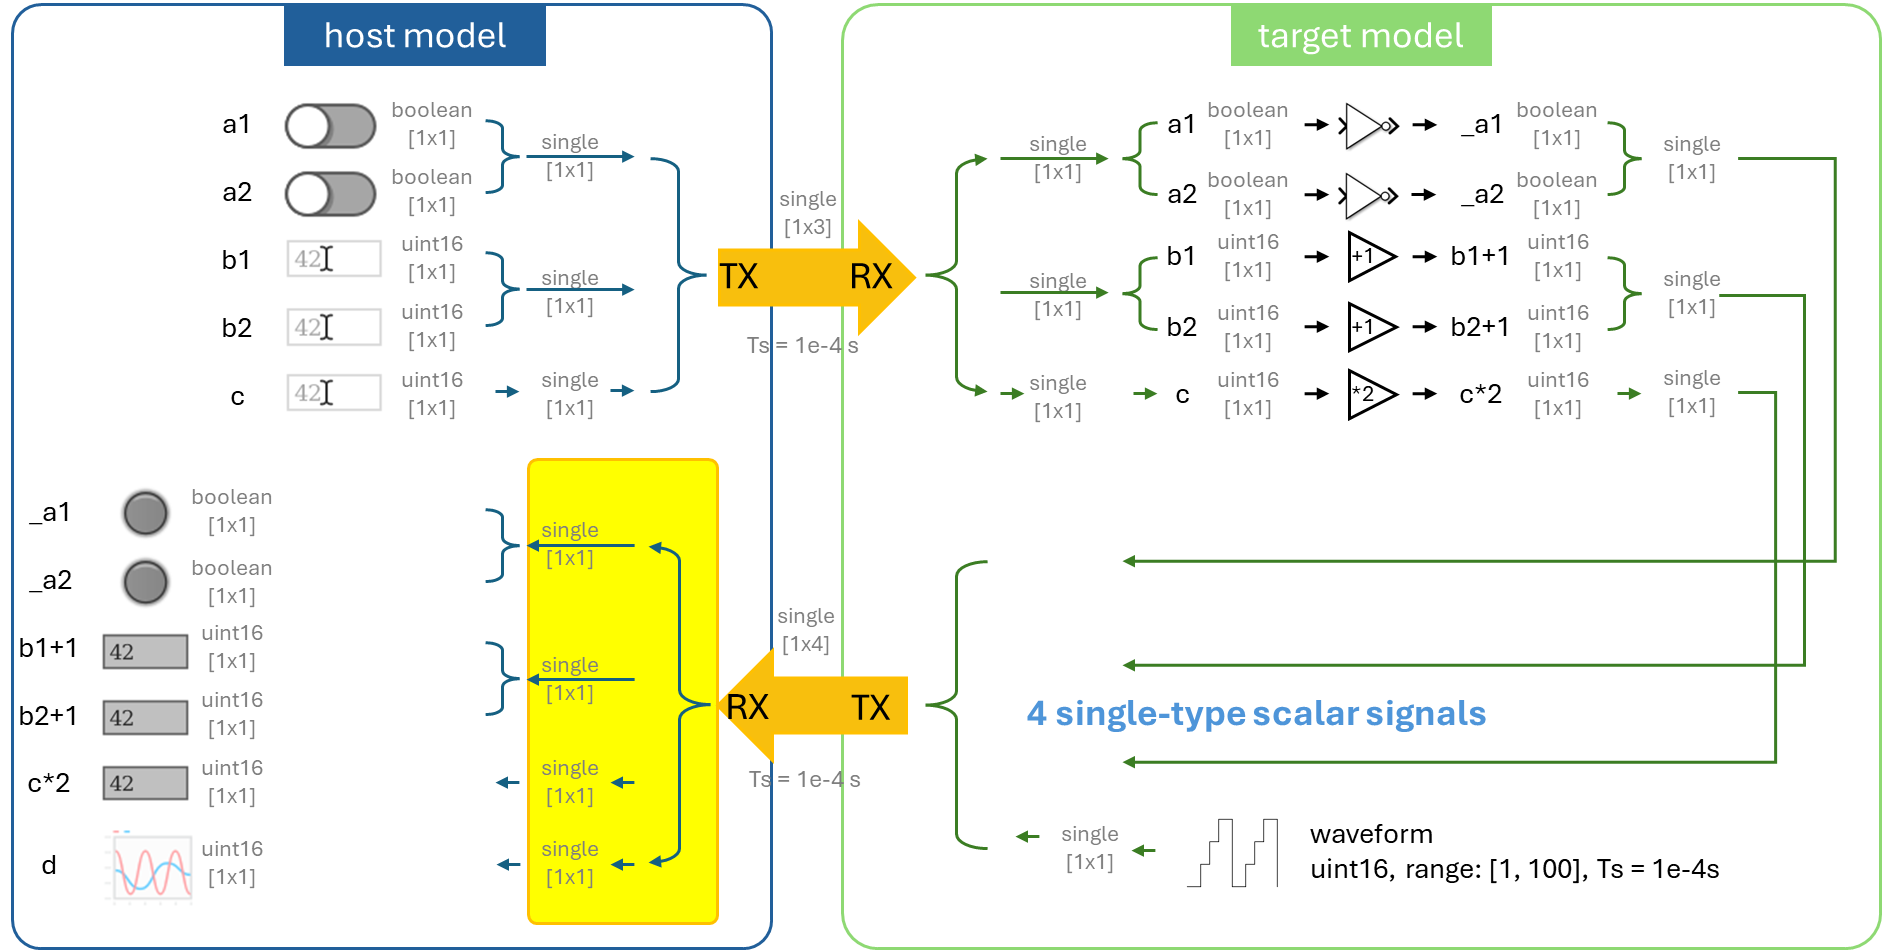 host model
target model
a1
boolean
[1x1]
a2
boolean
[1x1]
b1
42
uint16
[1x1]
b2
42
uint16
[1x1]
c
42
uint16
[1x1]
single
[1x1]
single
[1x1]
single
[1x1]
TX
RX
single
[1x3]
Ts = 1e-4 s
single
[1x1]
single
[1x1]
single
[1x1]
a1
boolean
[1x1]
_a1
boolean
[1x1]
a2
boolean
[1x1]
_a2
boolean
[1x1]
b1
uint16
[1x1]
+1
b1+1
uint16
[1x1]
b2
uint16
[1x1]
+1
b2+1
uint16
[1x1]
c
uint16
[1x1]
*2
c*2
uint16
[1x1]
single
[1x1]
single
[1x1]
single
[1x1]
_a1
boolean
[1x1]
_a2
boolean
[1x1]
b1+1
42
uint16
[1x1]
b2+1
42
uint16
[1x1]
c*2
42
uint16
[1x1]
d
uint16
[1x1]
single
[1x1]
single
[1x1]
single
[1x1]
single
[1x1]
single
[1x4]
RX
TX
Ts = 1e-4 s
4 single-type scalar signals
single
[1x1]
waveform
uint16, range: [1, 100], Ts = 1e-4s